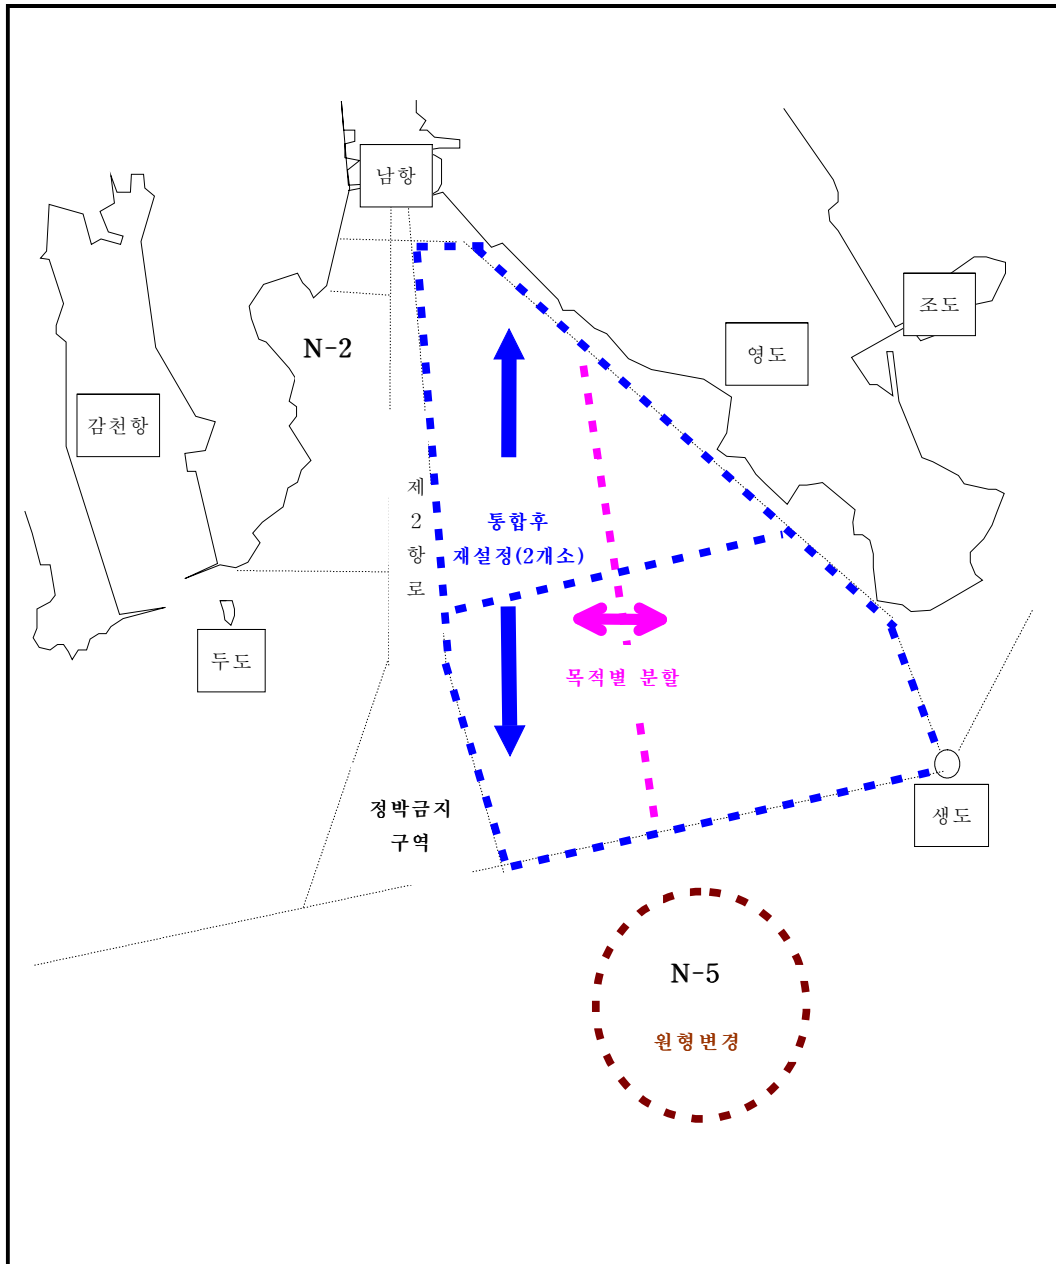 남항
조도
영도
N-2
감천항
제
2
항
로
통합후
재설정(2개소)
두도
목적별 분할
정박금지
구역
생도
N-5
원형변경